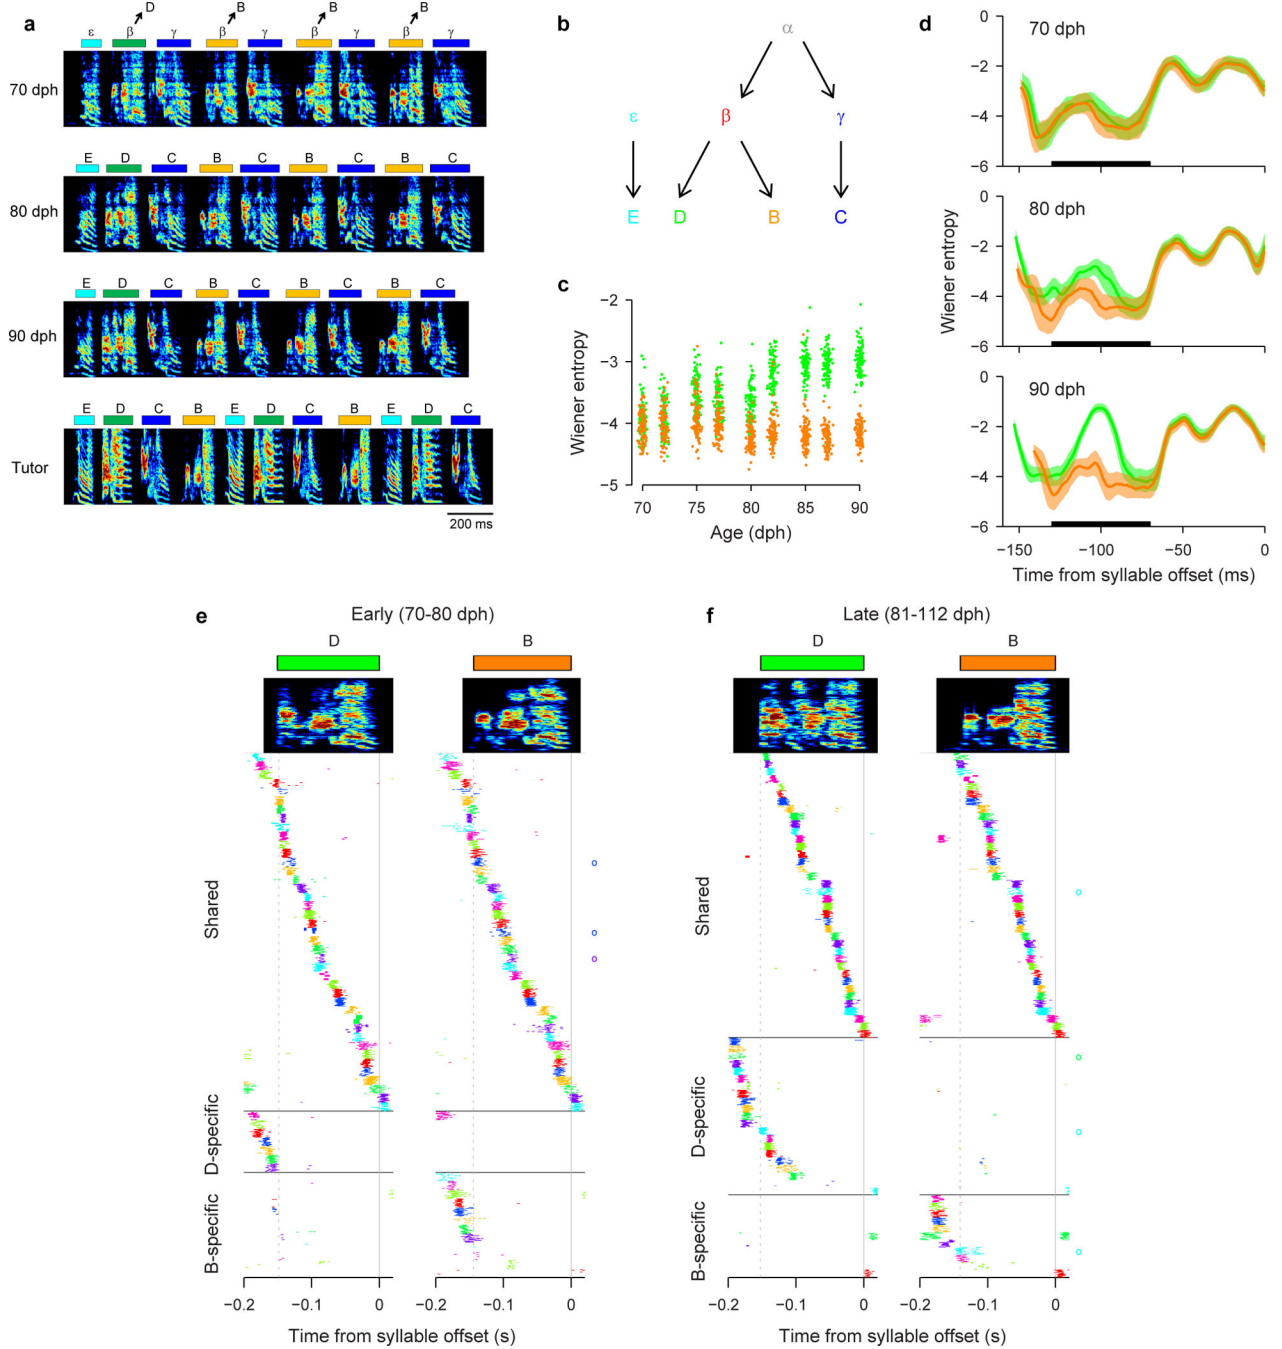 a
D B B
ε β γ β γ β γ β γ
70 dph
E D C B C B C B C
80 dph
E D C B C B C B C
90 dph
E D C B E D C B E D C
Tutor
200 ms
b
α
ε β γ
E D B C
c
−2
−3
−4
−5
Wiener entropy
70 75 80 85 90
Age (dph)
d
70 dph
0
−2
−4
−6
80 dph
0
−2
−4
−6
Wiener entropy
90 dph
0
−2
−4
−6
−150 −100 −50 0
Time from syllable offset (ms)
e
Early (70-80 dph)
D B
Shared
D-specific
B-specific
−0.2 −0.1 0 −0.2 −0.1 0
Time from syllable offset (s)
f
Late (81-112 dph)
D B
Shared
D-specific
B-specific
−0.2 −0.1 0 −0.2 −0.1 0
Time from syllable offset (s)